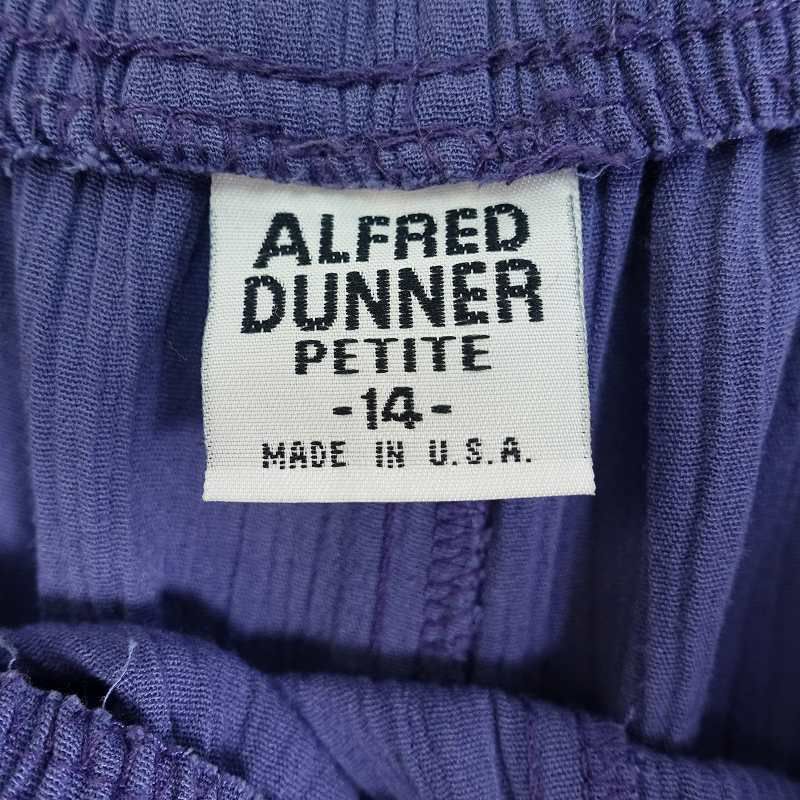 ALFRED
DUNNER
PETITE
-14-
MADE IN U.S.A.